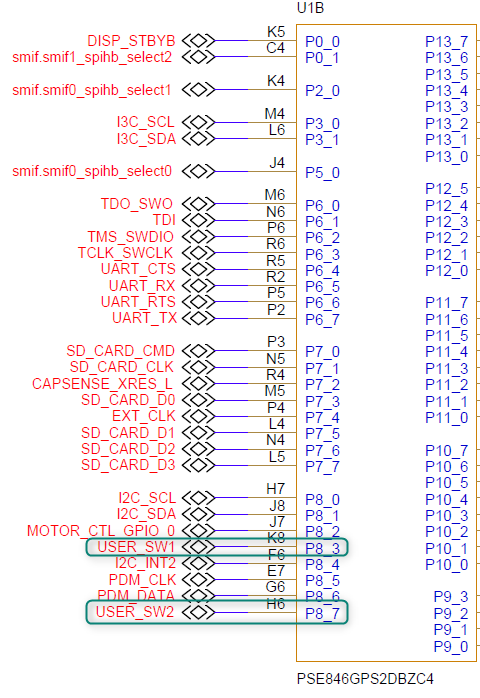 U1B
DISP_STBYB K5 P0_0 P13_7
smif.smif1_spihb_select2 C4 P0_1 P13_6
P13_5
smif.smif0_spihb_select1 K4 P2_0 P13_4
P13_3
I3C_SCL M4 P3_0 P13_2
I3C_SDA L6 P3_1 P13_1
P13_0
smif.smif0_spihb_select0 J4 P5_0
P12_5
TDO_SWO M6 P6_0 P12_4
TDI N6 P6_1 P12_3
TMS_SWDIO P6 P6_2 P12_2
TCLK_SWCLK R6 P6_3 P12_1
UART_CTS R5 P6_4 P12_0
UART_RX R2 P6_5
UART_RTS P5 P6_6 P11_7
UART_TX P2 P6_7 P11_6
P11_5
SD_CARD_CMD P3 P7_0 P11_4
SD_CARD_CLK N5 P7_1 P11_3
CAPSENSE_XRES_L R4 P7_2 P11_2
SD_CARD_D0 M5 P7_3 P11_1
EXT_CLK P4 P7_4 P11_0
SD_CARD_D1 L4 P7_5
SD_CARD_D2 N4 P7_6 P10_7
SD_CARD_D3 L5 P7_7 P10_6
P10_5
I2C_SCL H7 P8_0 P10_4
I2C_SDA J8 P8_1 P10_3
MOTOR_CTL_GPIO_0 J7 P8_2 P10_2
USER_SW1 K8 P8_3 P10_1
I2C_INT2 F6 P8_4 P10_0
PDM_CLK E7 P8_5
PDM_DATA G6 P8_6 P9_3
USER_SW2 H6 P8_7 P9_2
P9_1
P9_0
PSE846GPS2DBZC4